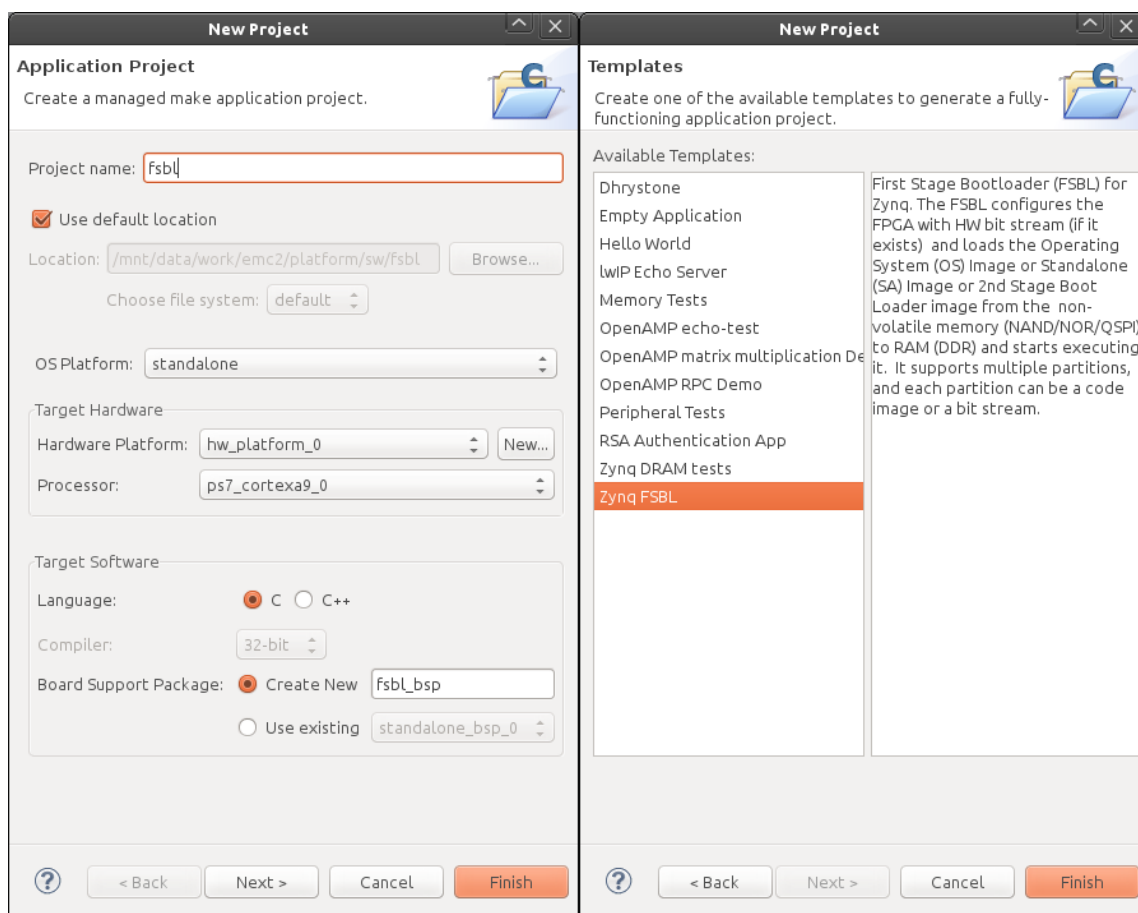 New Project
Application Project
Create a managed make application project.
Project name: fsbl
Use default location
Location: /mnt/data/work/emc2/platform/sw/fsbl Browse...
Choose file system: default
OS Platform: standalone
Target Hardware
Hardware Platform: hw_platform_0 New...
Processor: ps7_cortexa9_0
Target Software
Language: C C++
Compiler: 32-bit
Board Support Package: Create New fsbl_bsp
Use existing standalone_bsp_0
? < Back Next > Cancel Finish
New Project
Templates
Create one of the available templates to generate a fully-
functioning application project.
Available Templates:
Dhrystone
Empty Application
Hello World
lwIP Echo Server
Memory Tests
OpenAMP echo-test
OpenAMP matrix multiplication De
OpenAMP RPC Demo
Peripheral Tests
RSA Authentication App
Zynq DRAM tests
Zynq FSBL
First Stage Bootloader (FSBL) for
Zynq. The FSBL configures the
FPGA with HW bit stream (if it
exists)  and loads the Operating
System (OS) Image or Standalone
(SA) Image or 2nd Stage Boot
Loader image from the  non-
volatile memory (NAND/NOR/QSPI)
to RAM (DDR) and starts executing
it.  It supports multiple partitions,
and each partition can be a code
image or a bit stream.
? < Back Next > Cancel Finish